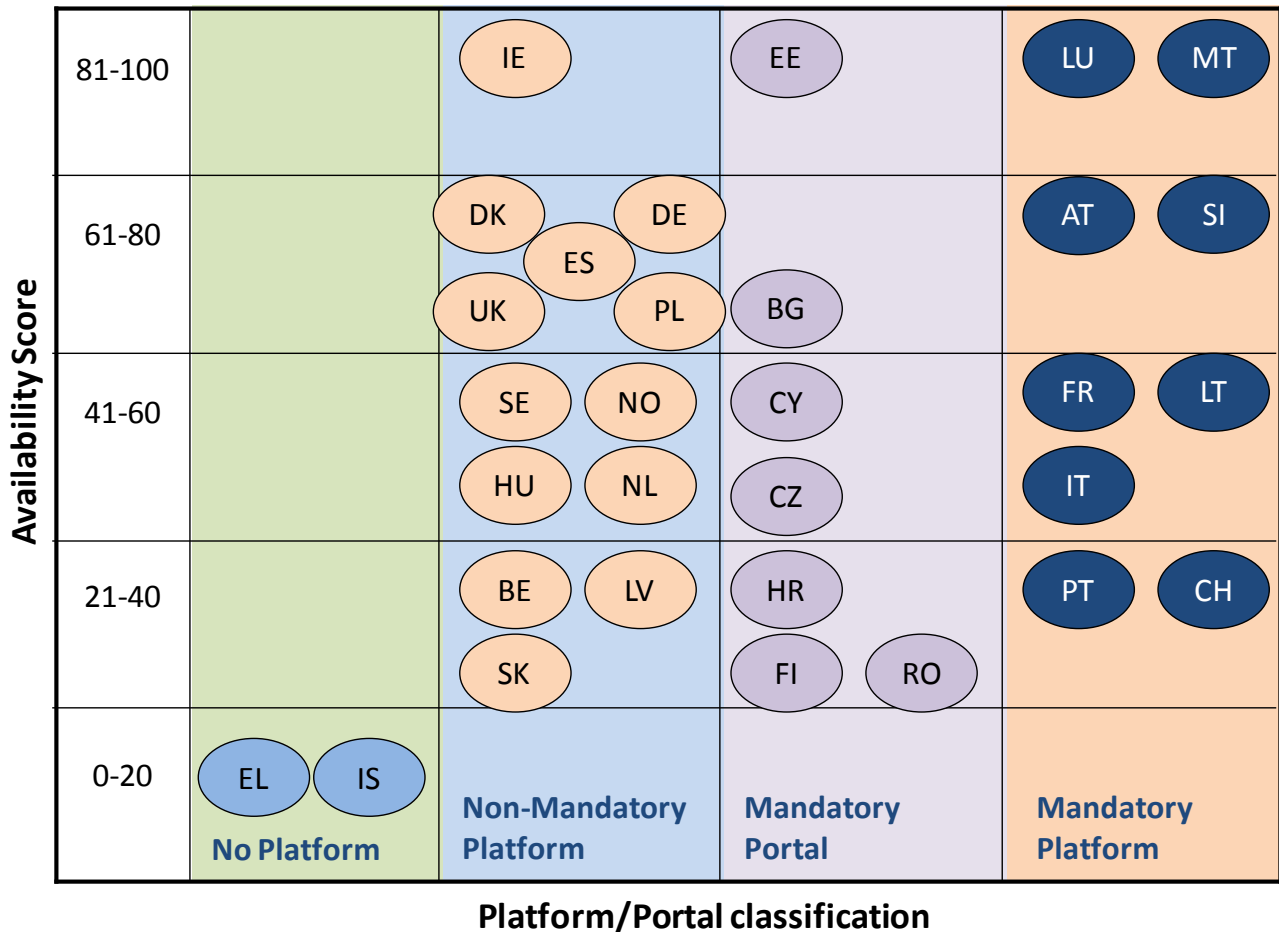 Availability Score
81-100
IE
EE
LU MT
61-80
DK DE
ES
UK PL
BG
AT SI
41-60
SE NO
HU NL
CY
CZ
FR LT
IT
21-40
BE LV
SK
HR
FI RO
PT CH
0-20
EL IS
No Platform
Non-Mandatory
Platform
Mandatory
Portal
Mandatory
Platform
Platform/Portal classification